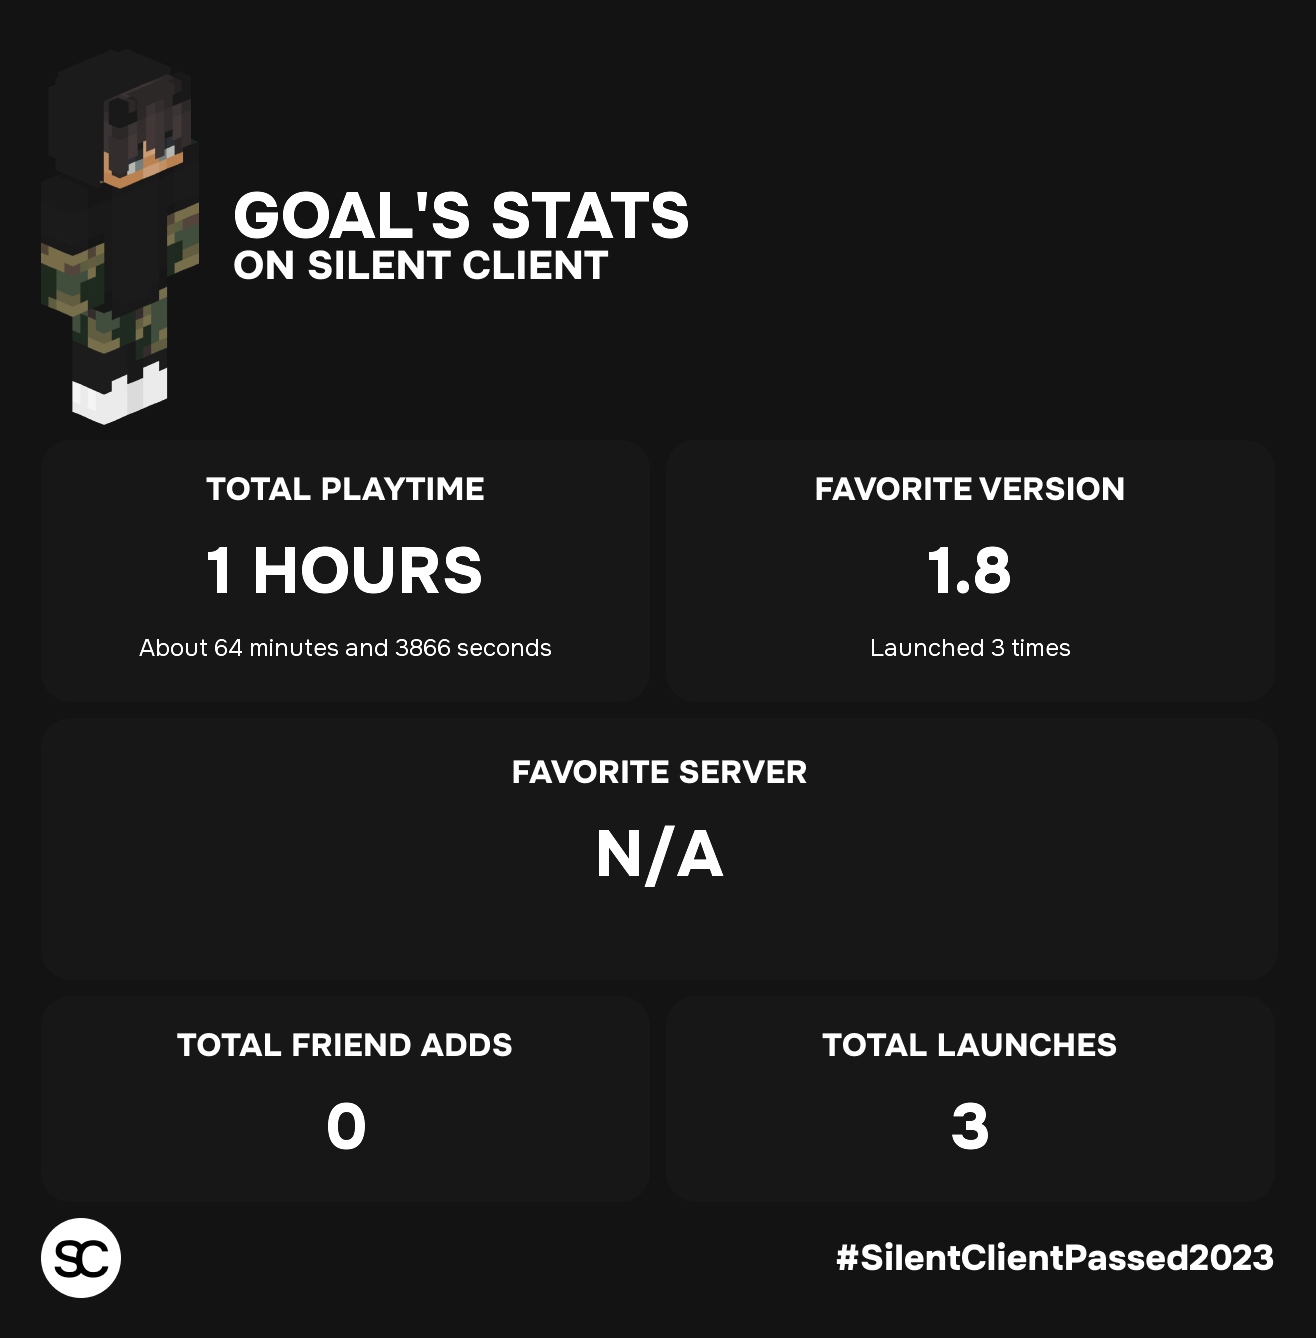 GOAL'S STATS
ON SILENT CLIENT
TOTAL PLAYTIME
1 HOURS
About 64 minutes and 3866 seconds
FAVORITE VERSION
1.8
Launched 3 times
FAVORITE SERVER
N/A
TOTAL FRIEND ADDS
0
TOTAL LAUNCHES
3
SC
#SilentClientPassed2023